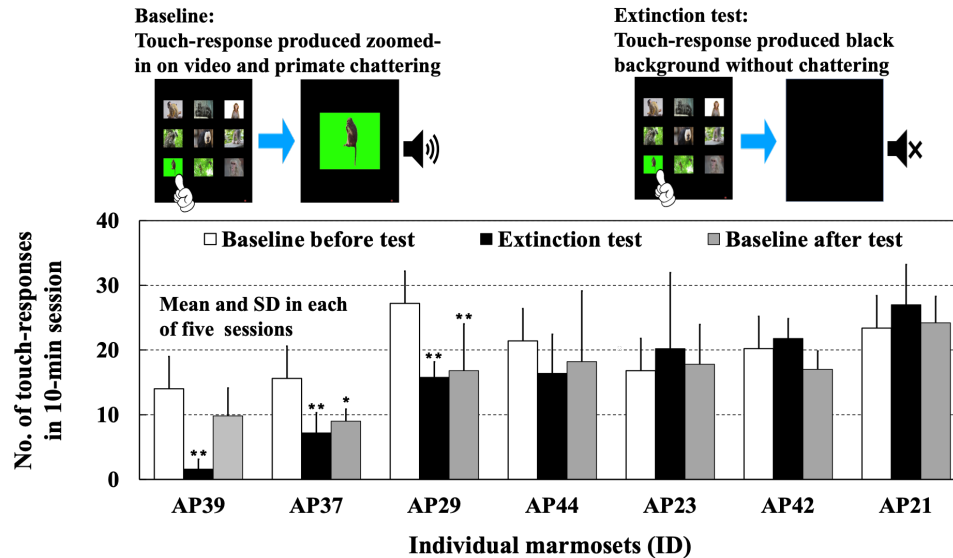 Baseline:
Touch-response produced zoomed-
in on video and primate chattering
Extinction test:
Touch-response produced black
background without chattering
No. of touch-responses
in 10-min session
40
30
20
10
0
Baseline before test
Extinction test
Baseline after test
Mean and SD in each
of five sessions
**
**
*
**
**
AP39
AP37
AP29
AP44
AP23
AP42
AP21
Individual marmosets (ID)